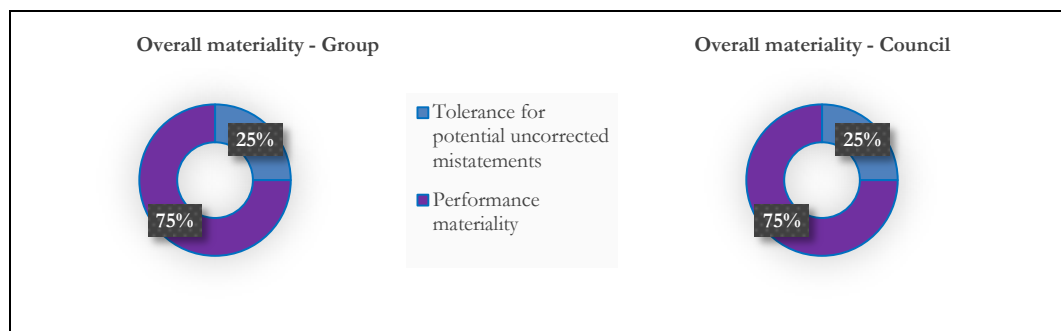 Overall materiality - Group
Overall materiality - Council
25%
75%
Tolerance for
potential uncorrected
mistatements
Performance
materiality
25%
75%